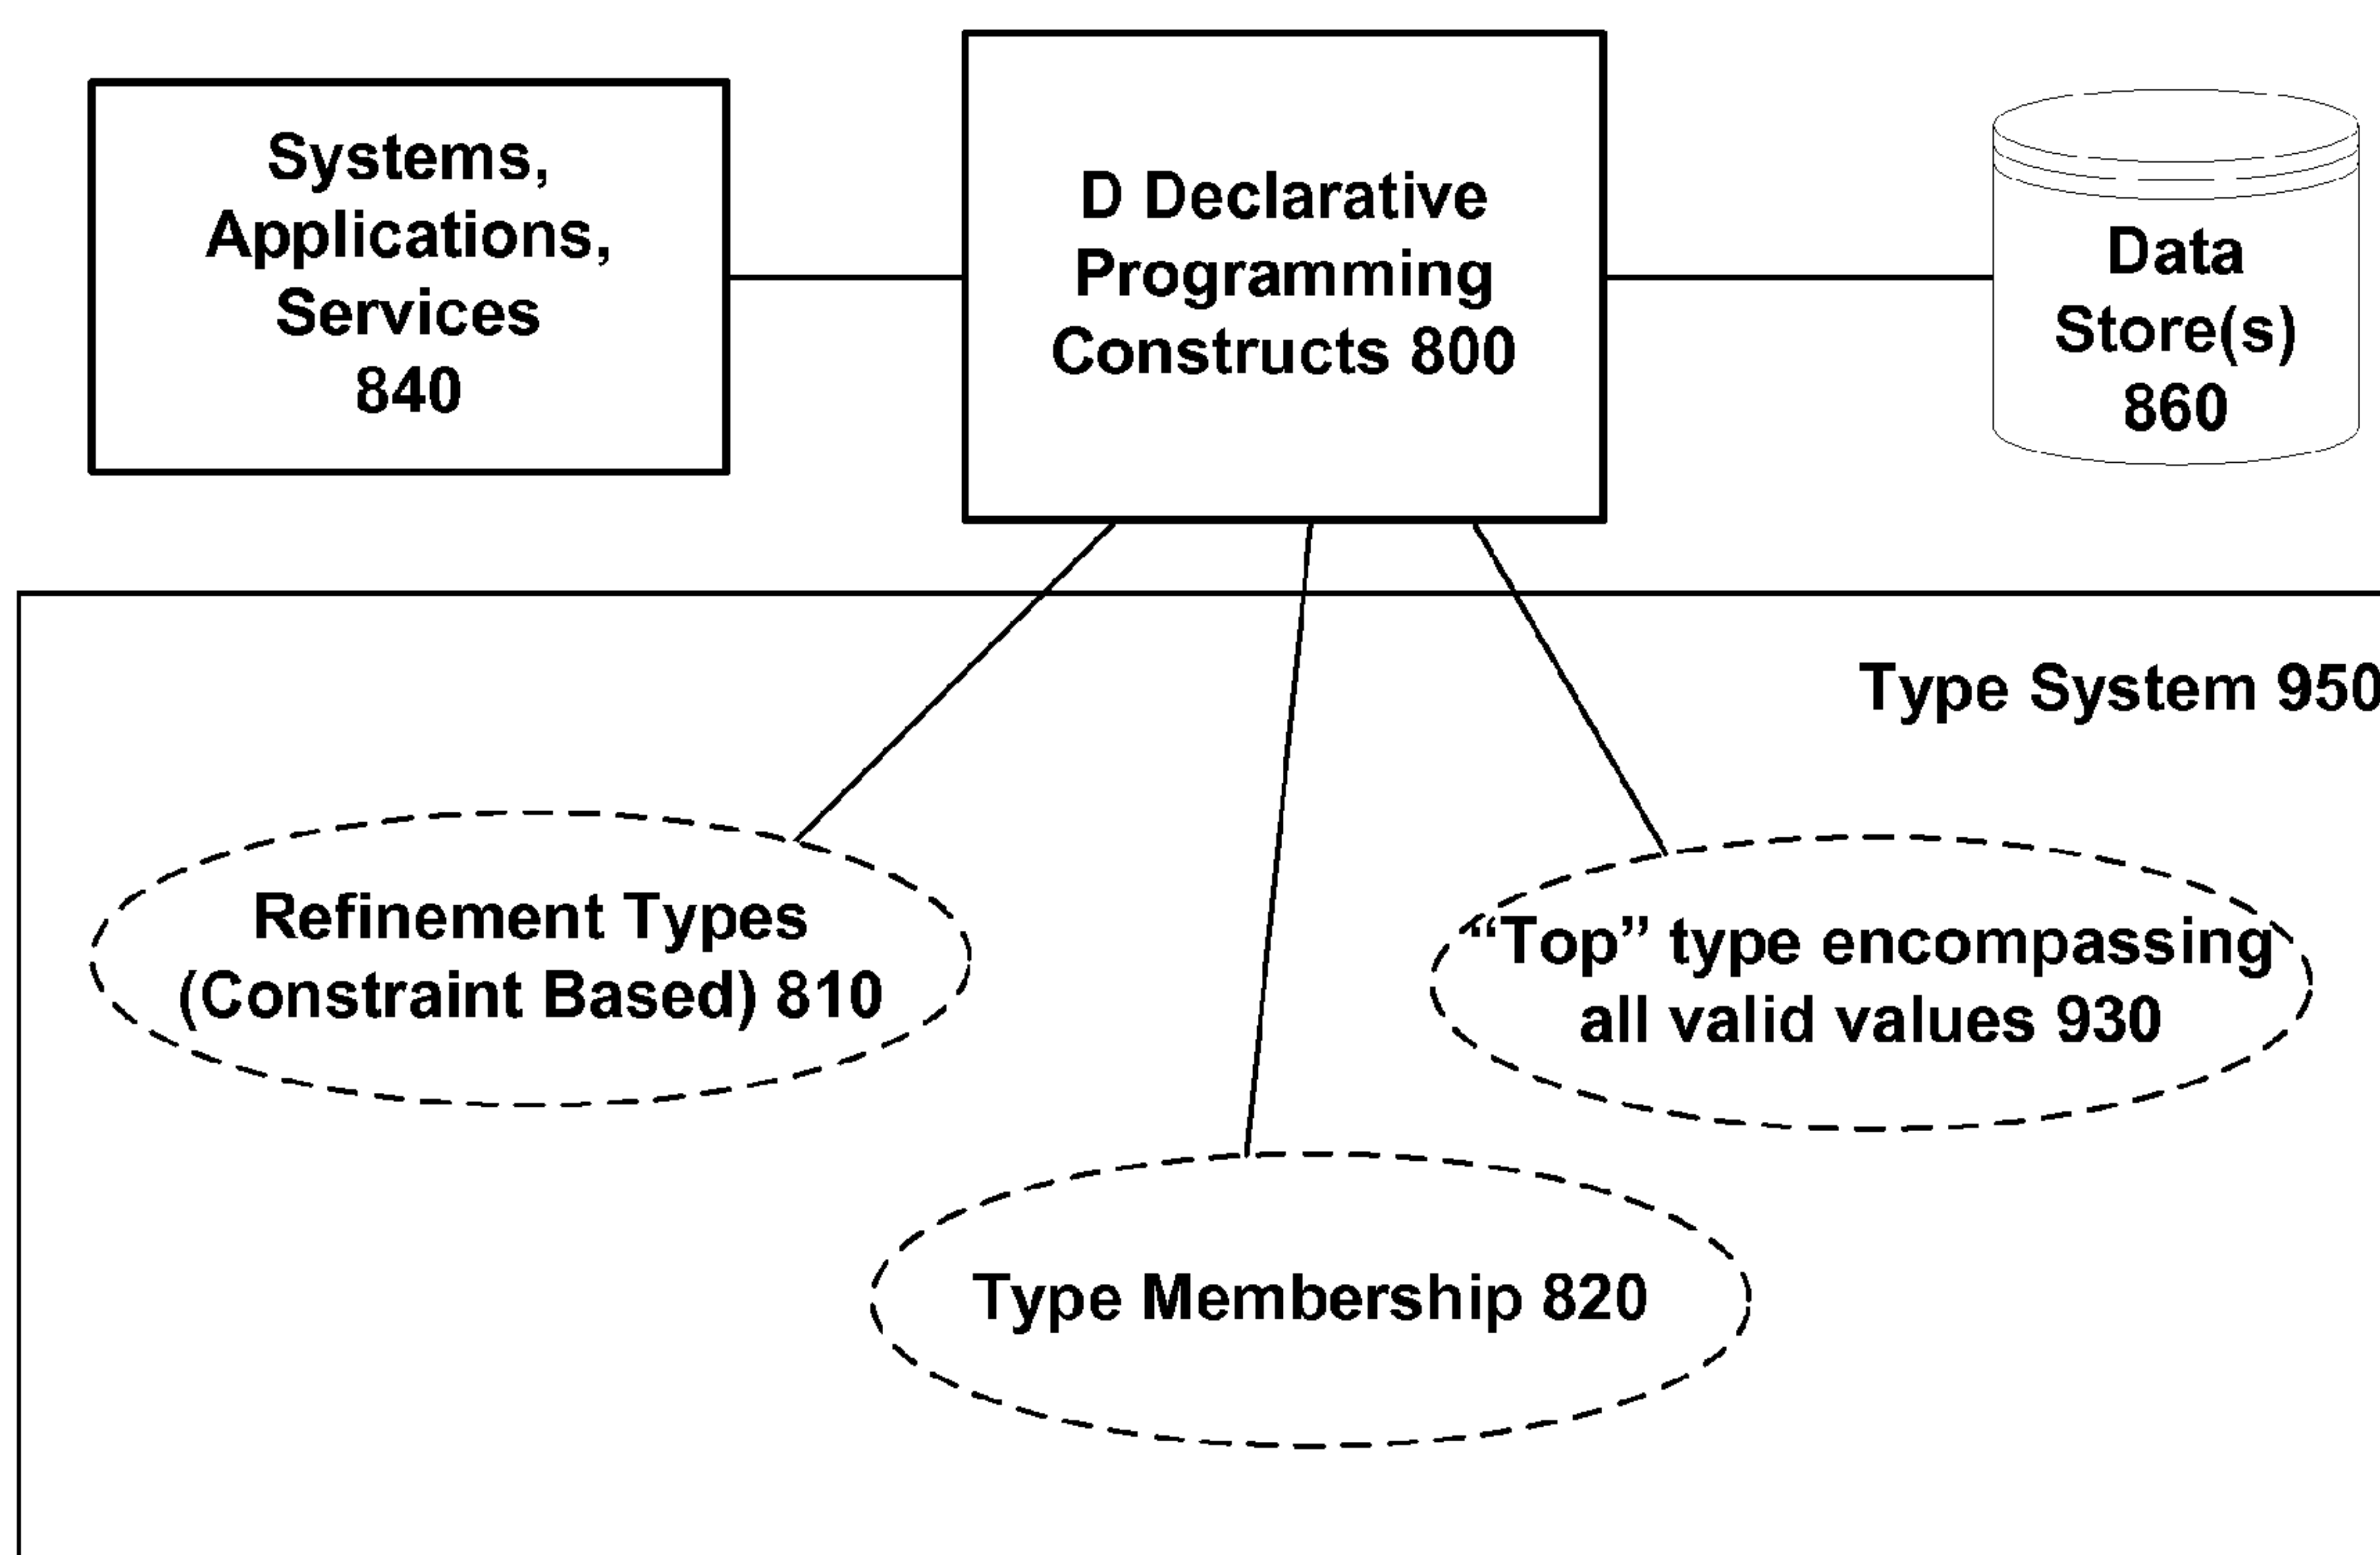 Systems,
Applications,
Services
840
D Declarative
Programming
Constructs 800
Data
Store(s)
860
Type System 950
Refinement Types
(Constraint Based) 810
“Top” type encompassing
all valid values 930
Type Membership 820